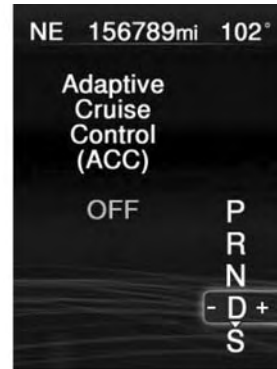 NE 156789mi 102°
Adaptive
Cruise
Control
(ACC)
OFF
P
R
N
- D +
S